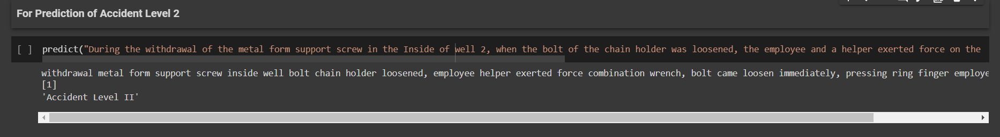 For Prediction of Accident Level 2
[ ] predict("During the withdrawal of the metal form support screw in the Inside of well 2, when the bolt of the chain holder was loosened, the employee and a helper exerted force on the
withdrawal metal form support screw inside well bolt chain holder loosened, employee helper exerted force combination wrench, bolt came loosen immediately, pressing ring finger employe
[1]
'Accident Level II'